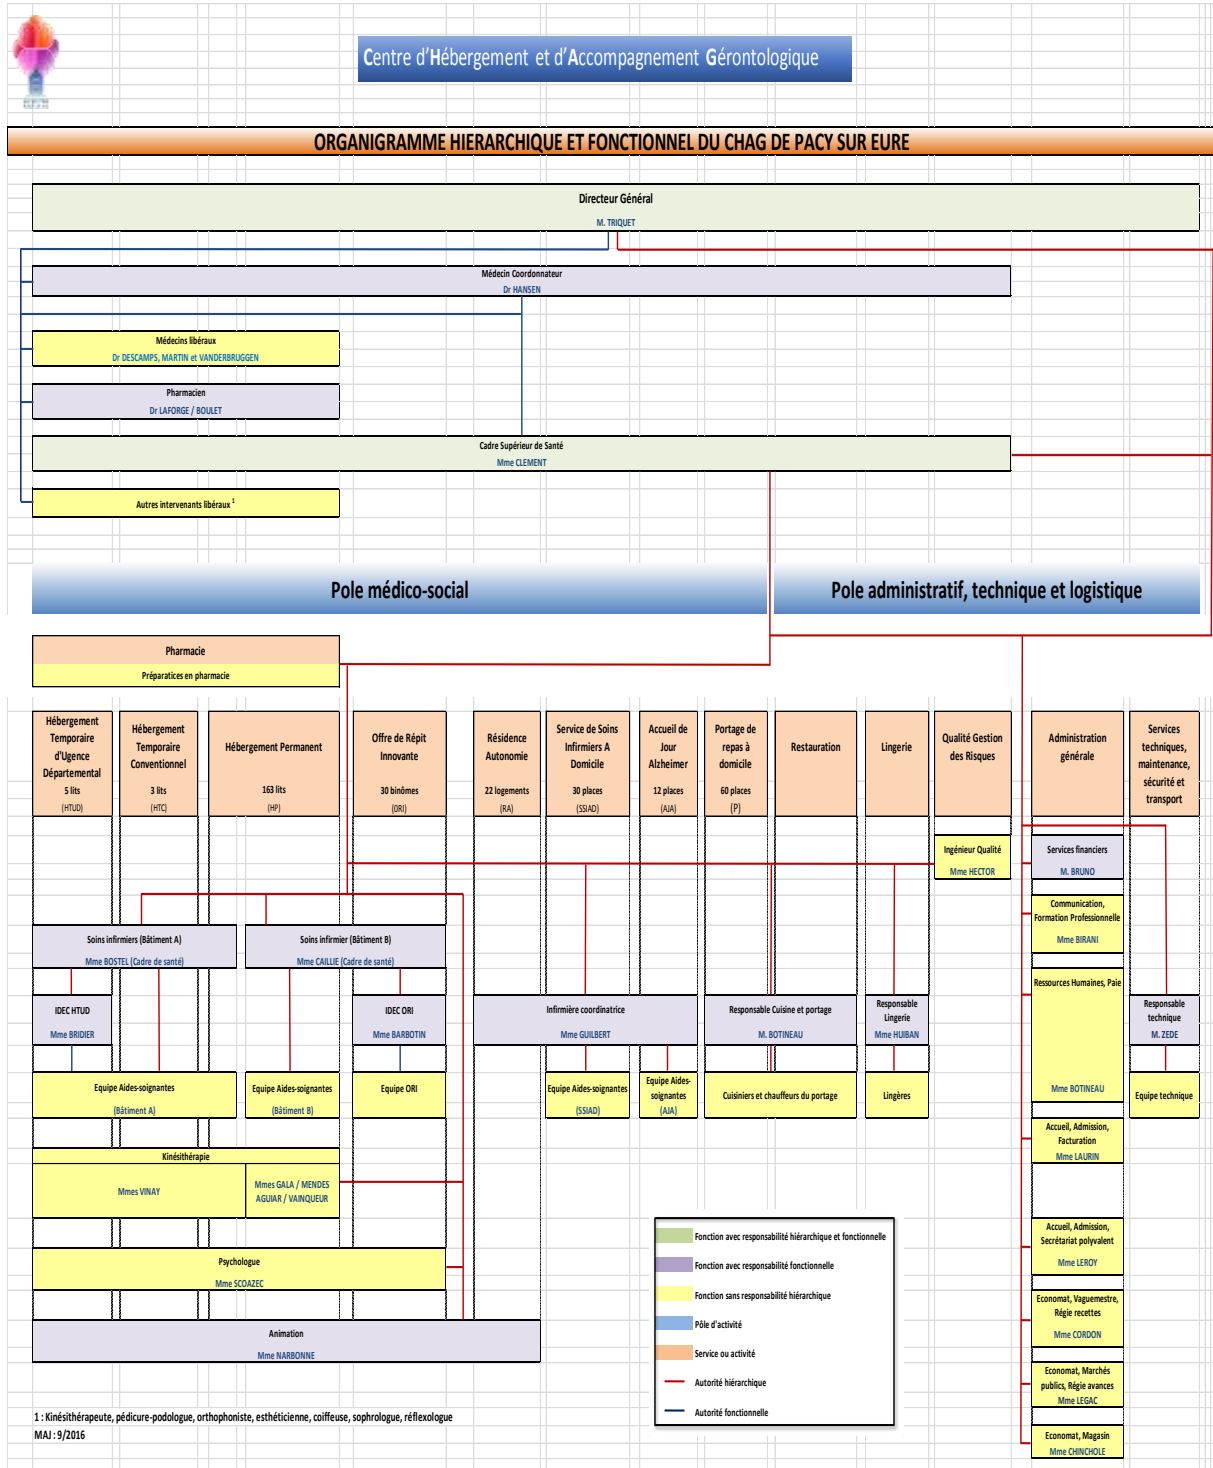 Centre d'Hébergement et d'Accompagnement Gérontologique
ORGANIGRAMME HIERARCHIQUE ET FONCTIONNEL DU CHAG DE PACY SUR EURE
Directeur Général
M. TRIQUET
Médecin Coordonnateur
Dr HANSEN
Médecins libéraux
Dr DESCAMPS, MARTIN et VANDERBRUGGEN
Pharmacien
Dr LAFORGE / BOULET
Cadre Supérieur de Santé
Mme CLEMENT
Autres intervenants libéraux 1
Pole médico-social
Pole administratif, technique et logistique
Pharmacie
Préparatices en pharmacie
Hébergement
Temporaire
d'Ugence
Départemental
5 lits
(HTUD)
Hébergement
Temporaire
Conventionnel
3 lits
(HTC)
Hébergement Permanent
163 lits
(HP)
Offre de Répit
Innovante
30 binômes
(ORI)
Résidence
Autonomie
22 logements
(RA)
Service de Soins
Infirmiers A
Domicile
30 places
(SSIAD)
Accueil de
Jour
Alzheimer
12 places
(AJA)
Portage de
repas à
domicile
60 places
(P)
Restauration
Lingerie
Qualité Gestion
des Risques
Administration
générale
Services
techniques,
maintenance,
sécurité et
transport
Ingénieur Qualité
Mme HECTOR
Services financiers
M. BRUNO
Communication,
Formation Professionnelle
Mme BIRANI
Soins infirmiers (Bâtiment A)
Mme BOSTEL (Cadre de santé)
Soins infirmier (Bâtiment B)
Mme CAILLIE (Cadre de santé)
Ressources Humaines, Paie
Mme BOTINEAU
IDEC HTUD
Mme BRIDIER
IDEC ORI
Mme BARBOTIN
Infirmière coordinatrice
Mme GUILBERT
Responsable Cuisine et portage
M. BOTINEAU
Responsable
Lingerie
Mme HUIBAN
Responsable
technique
M. ZEDE
Equipe Aides-soignantes
(Bâtiment A)
Equipe Aides-soignantes
(Bâtiment B)
Equipe ORI
Equipe Aides-soignantes
(SSIAD)
Equipe Aides-
soignantes
(AJA)
Cuisiniers et chauffeurs du portage
Lingères
Equipe technique
Accueil, Admission,
Facturation
Mme LAURIN
Kinésithérapie
Mmes VINAY
Mmes GALA / MENDES
AGUIAR / VAINQUEUR
Accueil, Admission,
Secrétariat polyvalent
Mme LEROY
Psychologue
Mme SCOAZEC
Economat, Vaguemestre,
Régie recettes
Mme CORDON
Animation
Mme NARBONNE
Economat, Marchés
publics, Régie avances
Mme LEGAC
Economat, Magasin
Mme CHINCHOLE
Fonction avec responsabilité hiérarchique et fonctionnelle
Fonction avec responsabilité fonctionnelle
Fonction sans responsabilité hiérarchique
Pôle d'activité
Service ou activité
Autorité hiérarchique
Autorité fonctionnelle
1 : Kinésithérapeute, pédicure-podologue, orthophoniste, esthéticienne, coiffeuse, sophrologue, réflexologue
MAJ : 9/2016